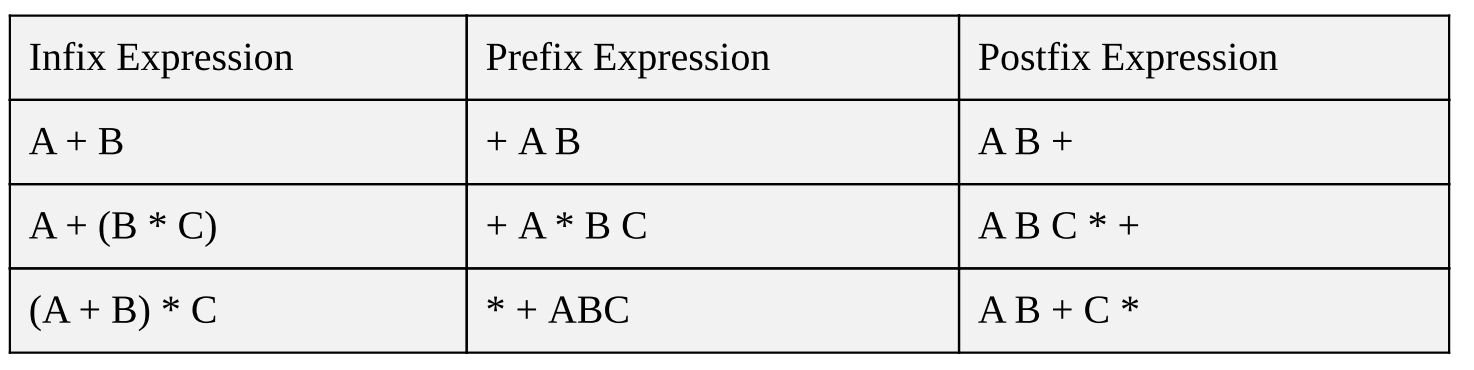 Infix Expression Prefix Expression Postfix Expression
A + B + A B A B +
A + (B * C) + A * B C A B C * +
(A + B) * C * + ABC A B + C *